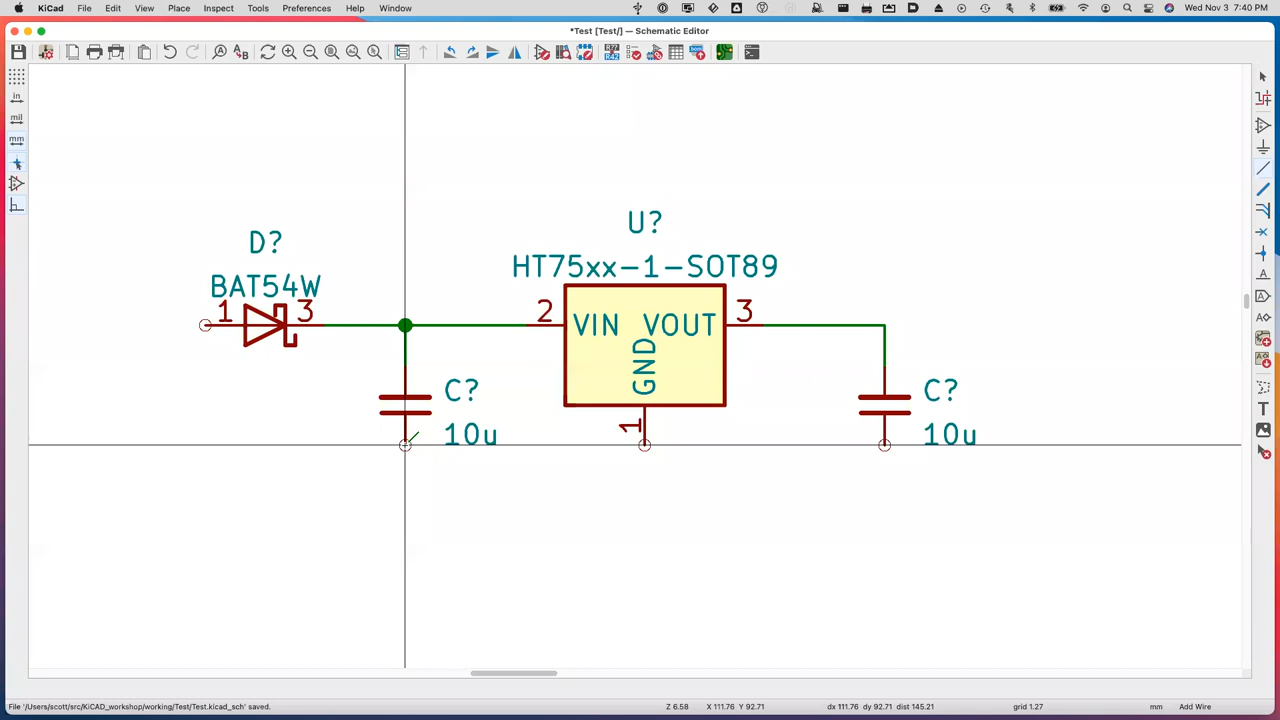 KiCad File Edit View Place Inspect Tools Preferences Help Window Wed Nov 3 7:40 PM
*Test [Test/] — Schematic Editor
in
mil
mm
U?
D?
HT75xx-1-SOT89
BAT54W
1 3 2 3
VIN VOUT
GND
C? C?
1
10u 10u
File '/Users/scott/src/KiCAD_workshop/working/Test/Test.kicad_sch' saved. Z 6.58 X 111.76 Y 92.71 dx 111.76 dy 92.71 dist 145.21 grid 1.27 mm Add Wire